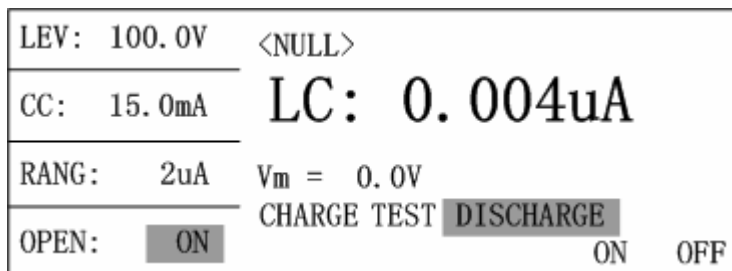 LEV: 100.0V
CC: 15.0mA
RANG: 2uA
OPEN: ON
<NULL>
LC: 0.004uA
Vm = 0.0V
CHARGE TEST DISCHARGE
ON OFF